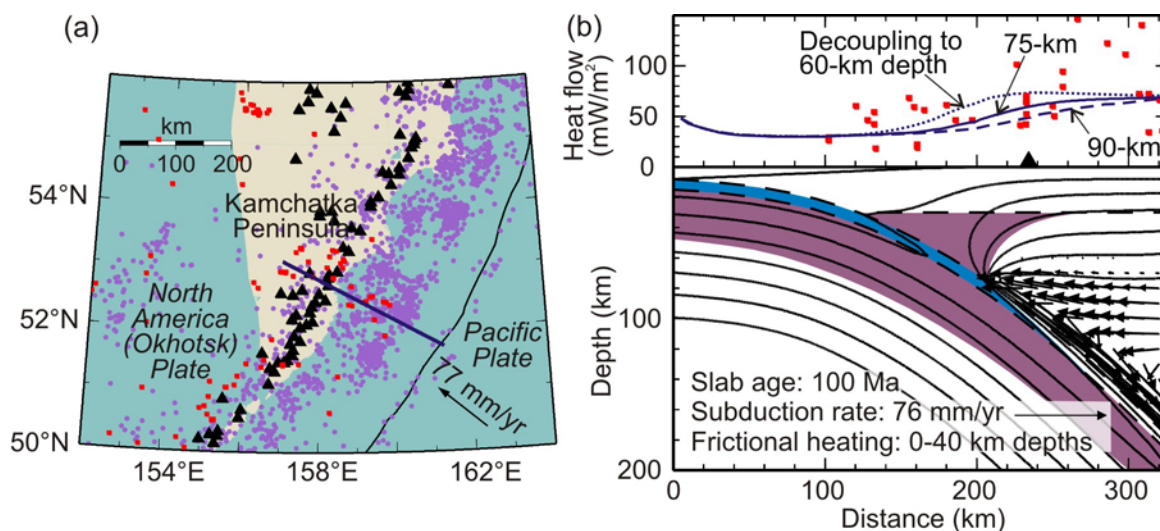 (a)
km
0 100 200
54°N
52°N
50°N
154°E
158°E
162°E
Kamchatka
Peninsula
North
America
(Okhotsk)
Plate
Pacific
Plate
77 mm/yr
(b)
Heat flow
(mW/m²)
100
50
0
Decoupling to
60-km depth
75-km
90-km
Depth (km)
0
100
200
Slab age: 100 Ma
Subduction rate: 76 mm/yr
Frictional heating: 0-40 km depths
0 100 200 300
Distance (km)